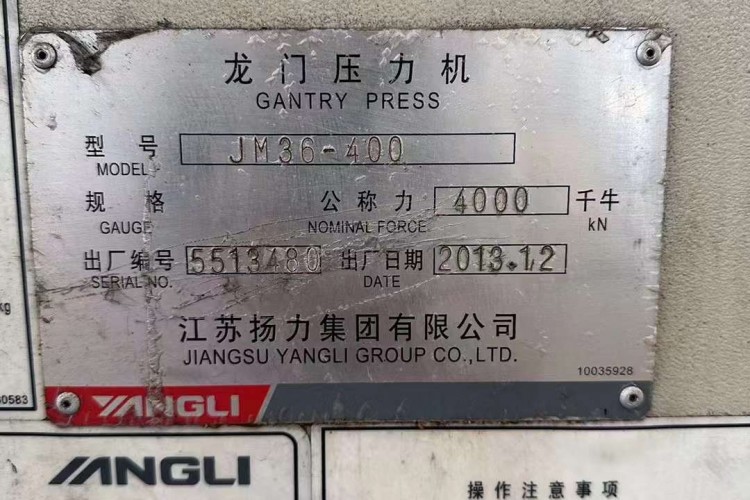 龙门压力机
GANTRY PRESS
型号 JM36-400
MODEL
规格 公称力 4000 千牛
GAUGE NOMINAL FORCE kN
出厂编号 5513480 出厂日期 2013.12
SERIAL NO. DATE
江苏扬力集团有限公司
JIANGSU YANGLI GROUP CO.,LTD.
10035928
YANGLI
kg
0583
YANGLI
操作注意事项